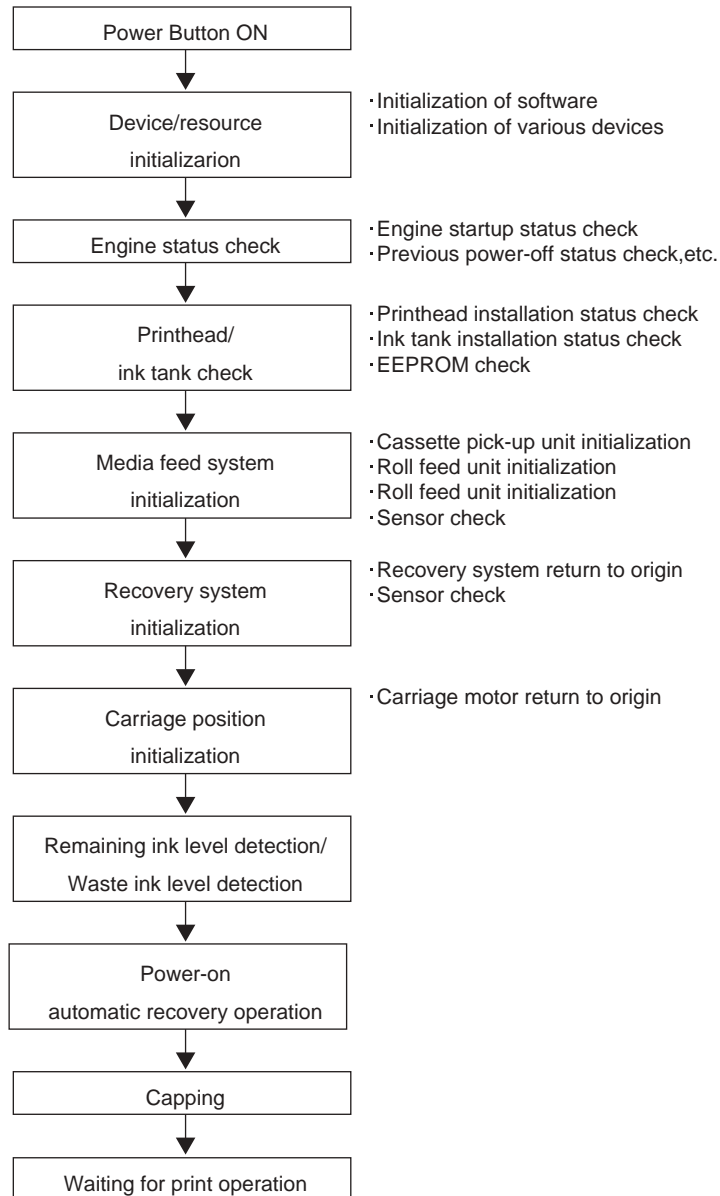 Power Button ON
Device/resource
initializarion
·Initialization of software
·Initialization of various devices
Engine status check
·Engine startup status check
·Previous power-off status check,etc.
Printhead/
ink tank check
·Printhead installation status check
·Ink tank installation status check
·EEPROM check
Media feed system
initialization
·Cassette pick-up unit initialization
·Roll feed unit initialization
·Roll feed unit initialization
·Sensor check
Recovery system
initialization
·Recovery system return to origin
·Sensor check
Carriage position
initialization
·Carriage motor return to origin
Remaining ink level detection/
Waste ink level detection
Power-on
automatic recovery operation
Capping
Waiting for print operation